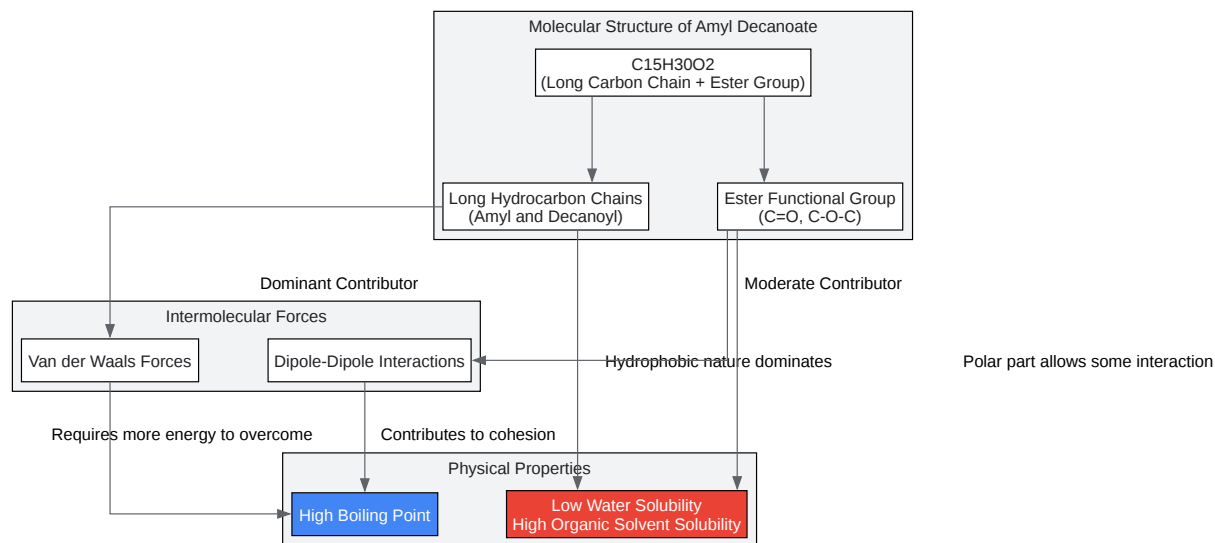 Molecular Structure of Amyl Decanoate
C15H30O2
(Long Carbon Chain + Ester Group)
Long Hydrocarbon Chains
(Amyl and Decanoyl)
Ester Functional Group
(C=O, C-O-C)
Dominant Contributor
Moderate Contributor
Intermolecular Forces
Van der Waals Forces
Dipole-Dipole Interactions
Hydrophobic nature dominates
Polar part allows some interaction
Requires more energy to overcome
Contributes to cohesion
Physical Properties
High Boiling Point
Low Water Solubility
High Organic Solvent Solubility